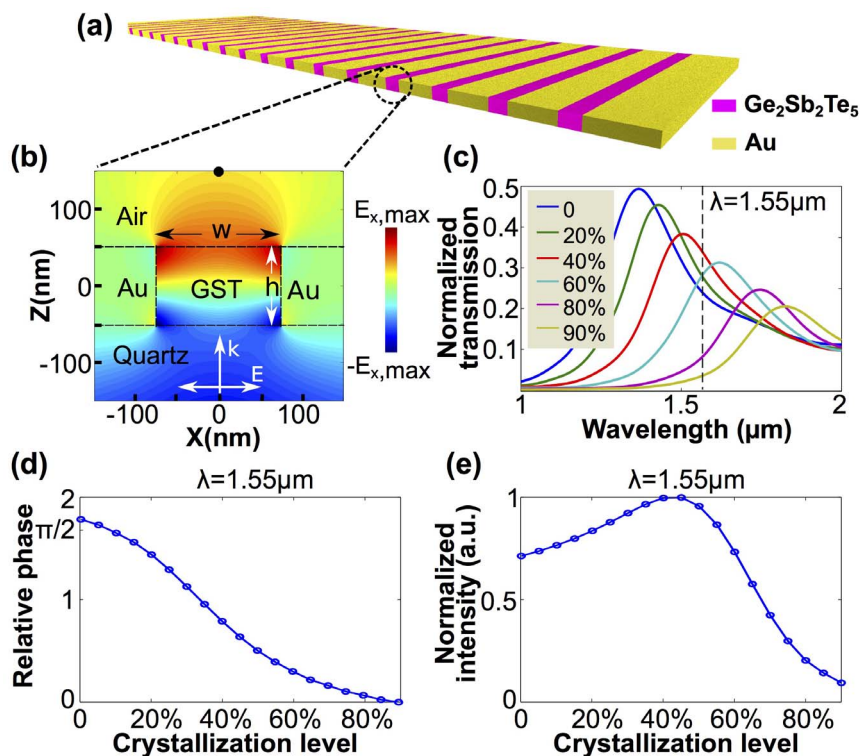 (a)
Ge₂Sb₂Te₅
Au
(b)
Z(nm)
100
0
-100
Air
w
Au
GST
h
Au
Quartz
k
E
-100
0
100
X(nm)
Eₓ,max
-Eₓ,max
(c)
Normalized
transmission
0.5
0.4
0.3
0.2
0.1
0
20%
40%
60%
80%
90%
λ=1.55μm
1
1.5
2
Wavelength (μm)
(d)
λ=1.55μm
Relative phase
2
π/2
1
0
0
20%
40%
60%
80%
Crystallization level
(e)
λ=1.55μm
Normalized
intensity (a.u.)
1
0.5
0
0
20%
40%
60%
80%
Crystallization level